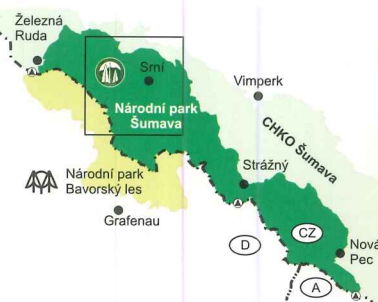 Železná
Ruda
Srní
Vimperk
Národní park
Šumava
CHKO Šumava
Národní park
Bavorský les
Strážný
Grafenau
D
CZ
Nová
Pec
A